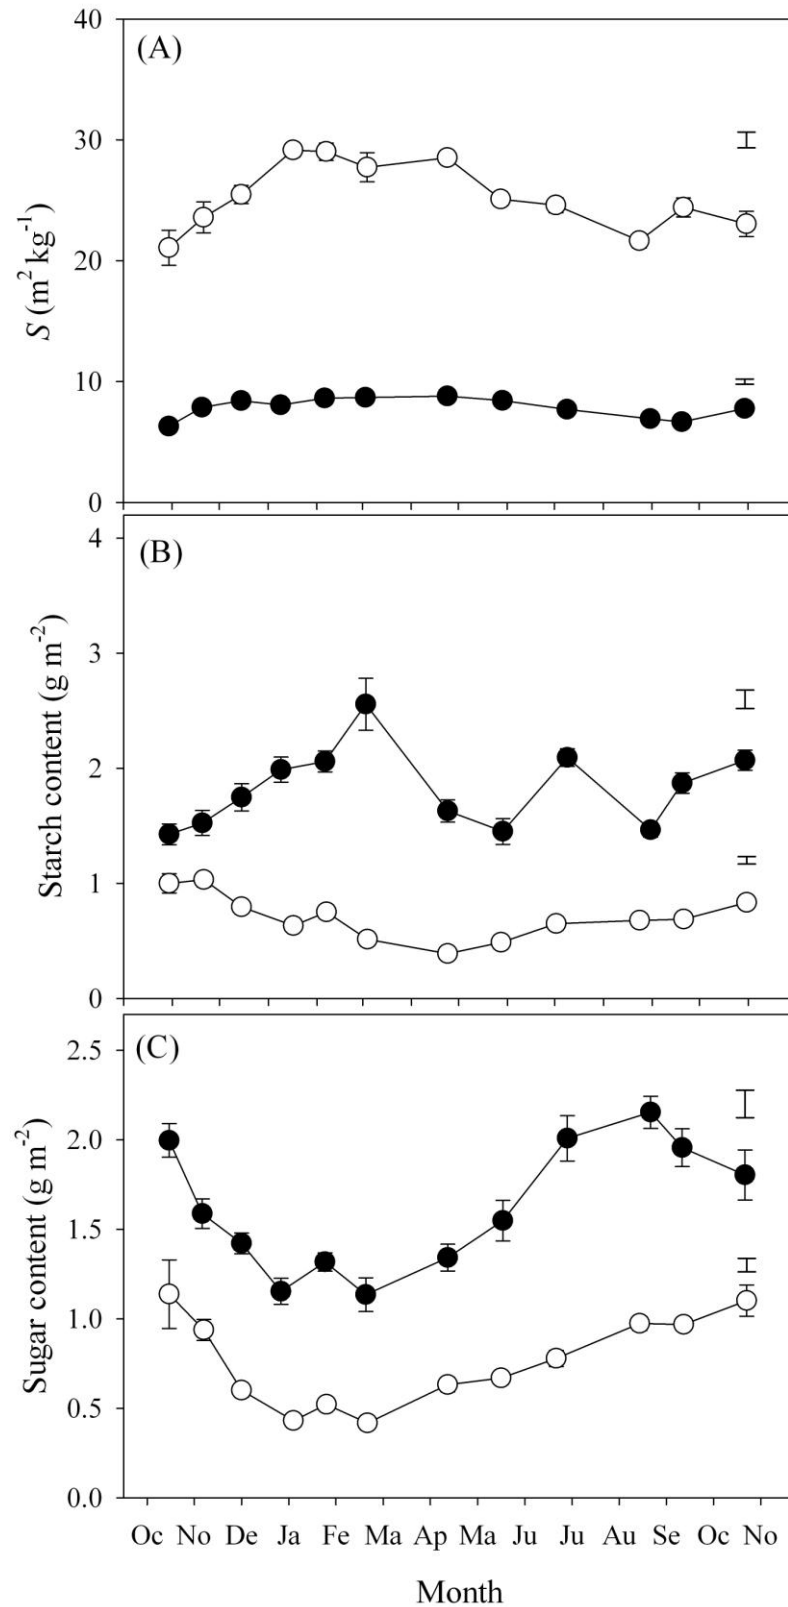 (A)
40
30
20
10
0
S (m² kg⁻¹)
(B)
4
3
2
1
0
Starch content (g m⁻²)
(C)
2.5
2.0
1.5
1.0
0.5
0.0
Sugar content (g m⁻²)
Oc No De Ja Fe Ma Ap Ma Ju Ju Au Se Oc No
Month